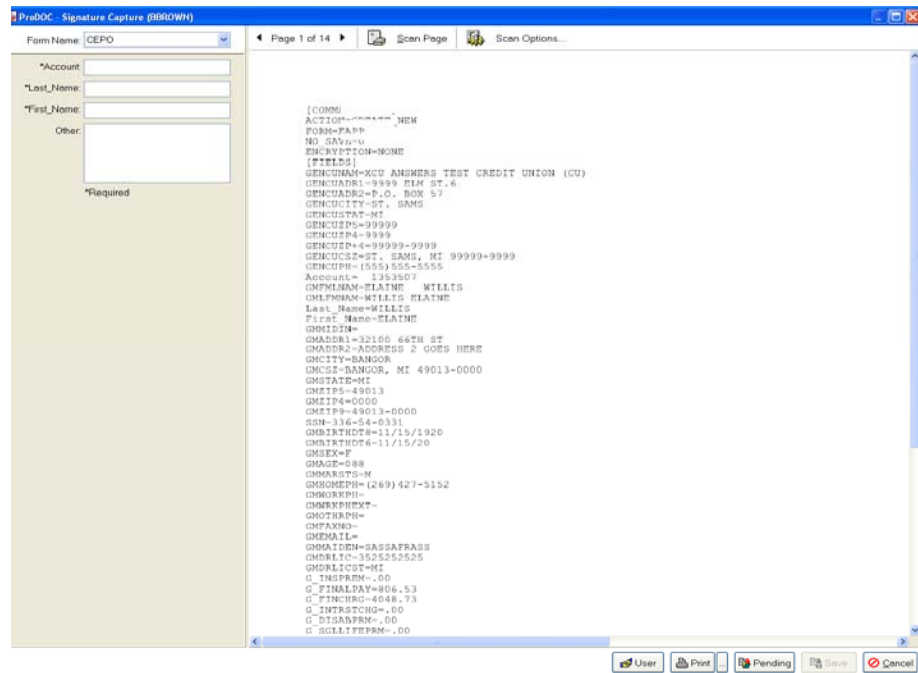 ProDOC - Signature Capture (BBROWN)
Form Name: CEPO
Page 1 of 14 Scan Page Scan Options...
*Account:
*Last_Name:
*First_Name:
Other:
*Required
[COMM
ACTION= NEW
FORM=FAPP
NO_SAVE=0
ENCRYPTION=NONE
[FIELDS]
GENCUNAM=XCU ANSWERS TEST CREDIT UNION (CU)
GENCUADR1=9999 ELM ST.6
GENCUADR2=P.O. BOX 57
GENCUCITY=ST. SAMS
GENCUSTAT=MI
GENCUZP5=99999
GENCUZP4=9999
GENCUZP+4=99999-9999
GENCUCSZ=ST. SAMS, MI 99999-9999
GENCUPH=(555)555-5555
Account= 1353507
GMFMLNAM=ELAINE WILLIS
GMLFMNAM=WILLIS ELAINE
Last_Name=WILLIS
First_Name=ELAINE
GMMIDIN=
GMADDR1=32100 66TH ST
GMADDR2=ADDRESS 2 GOES HERE
GMCITY=BANGOR
GMCSZ=BANGOR, MI 49013-0000
GMSTATE=MI
GMZIP5=49013
GMZIP4=0000
GMZIP9=49013-0000
SSN=336-54-0331
GMBIRTHDT8=11/15/1920
GMBIRTHDT6=11/15/20
GMSEX=F
GMAGE=088
GMMARSTS=M
GMHOMEPH=(269)427-5152
GMWORKPH=
GMWRKPHEXT=
GMOTHRPH=
GMFAXNO=
GMEMAIL=
GMMAIDEN=SASSAFRASS
GMDRLIC=3525252525
GMDRLICST=MI
G_INSPREM=.00
G_FINALPAY=806.53
G_FINCHRG=4048.73
G_INTRSTCHG=.00
G_DISABPRM=.00
G_SGLLIFEPRM=.00
User Print ... Pending Save Cancel